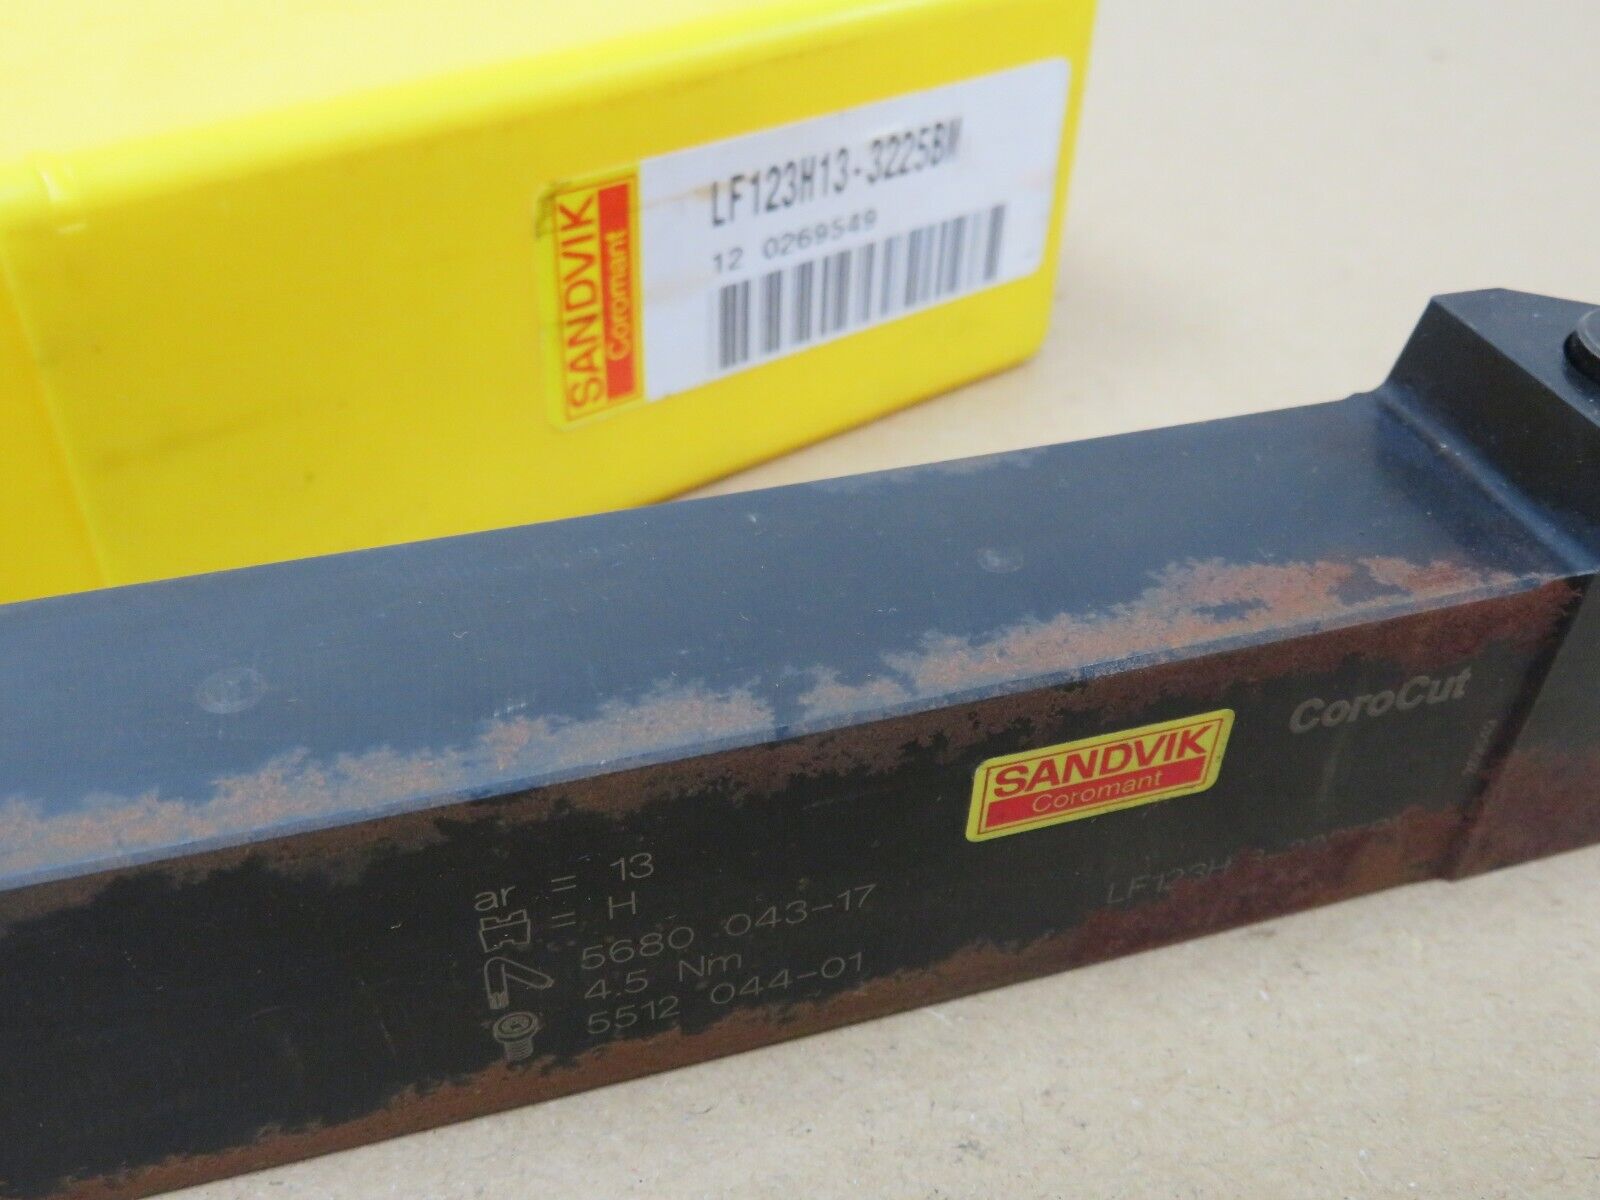 LF123H13-3225BM
12 0269549
SANDVIK
Coromant
CoroCut
SANDVIK
Coromant
LF123H
ar = 13
= H
5680 043-17
4.5 Nm
5512 044-01